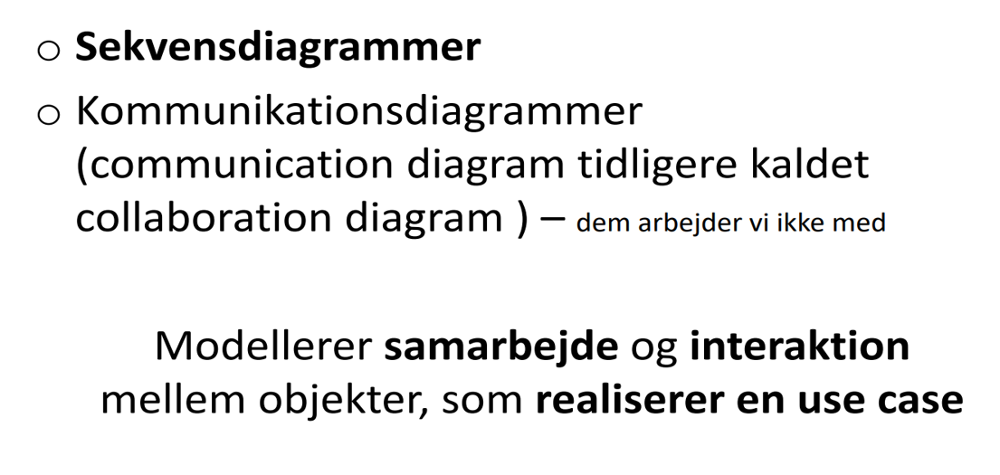 o Sekvensdiagrammer
o Kommunikationsdiagrammer
(communication diagram tidligere kaldet
collaboration diagram ) – dem arbejder vi ikke med
Modellerer samarbejde og interaktion
mellem objekter, som realiserer en use case